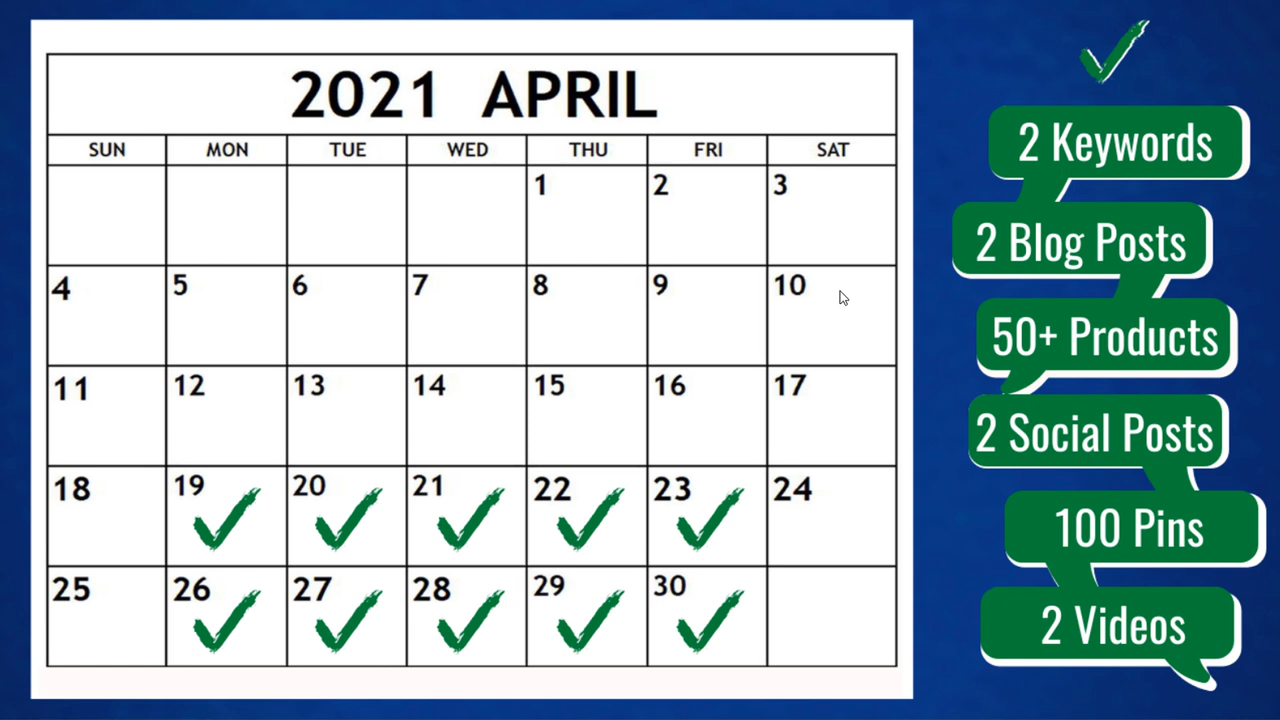 2021 APRIL
SUN MON TUE WED THU FRI SAT
1 2 3
4 5 6 7 8 9 10
11 12 13 14 15 16 17
18 19 20 21 22 23 24
25 26 27 28 29 30
2 Keywords
2 Blog Posts
50+ Products
2 Social Posts
100 Pins
2 Videos